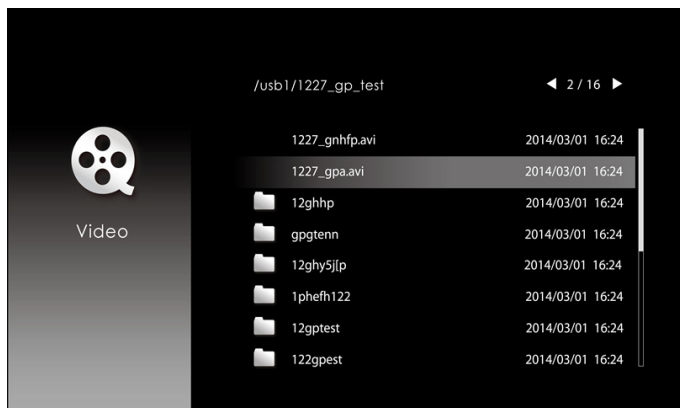 /usb1/1227_gp_test ◀ 2 / 16 ▶
1227_gnhfp.avi 2014/03/01 16:24
1227_gpa.avi 2014/03/01 16:24
12ghhp 2014/03/01 16:24
Video
gpgtenn 2014/03/01 16:24
12ghy5j[p 2014/03/01 16:24
1phefh122 2014/03/01 16:24
12gptest 2014/03/01 16:24
122gpest 2014/03/01 16:24